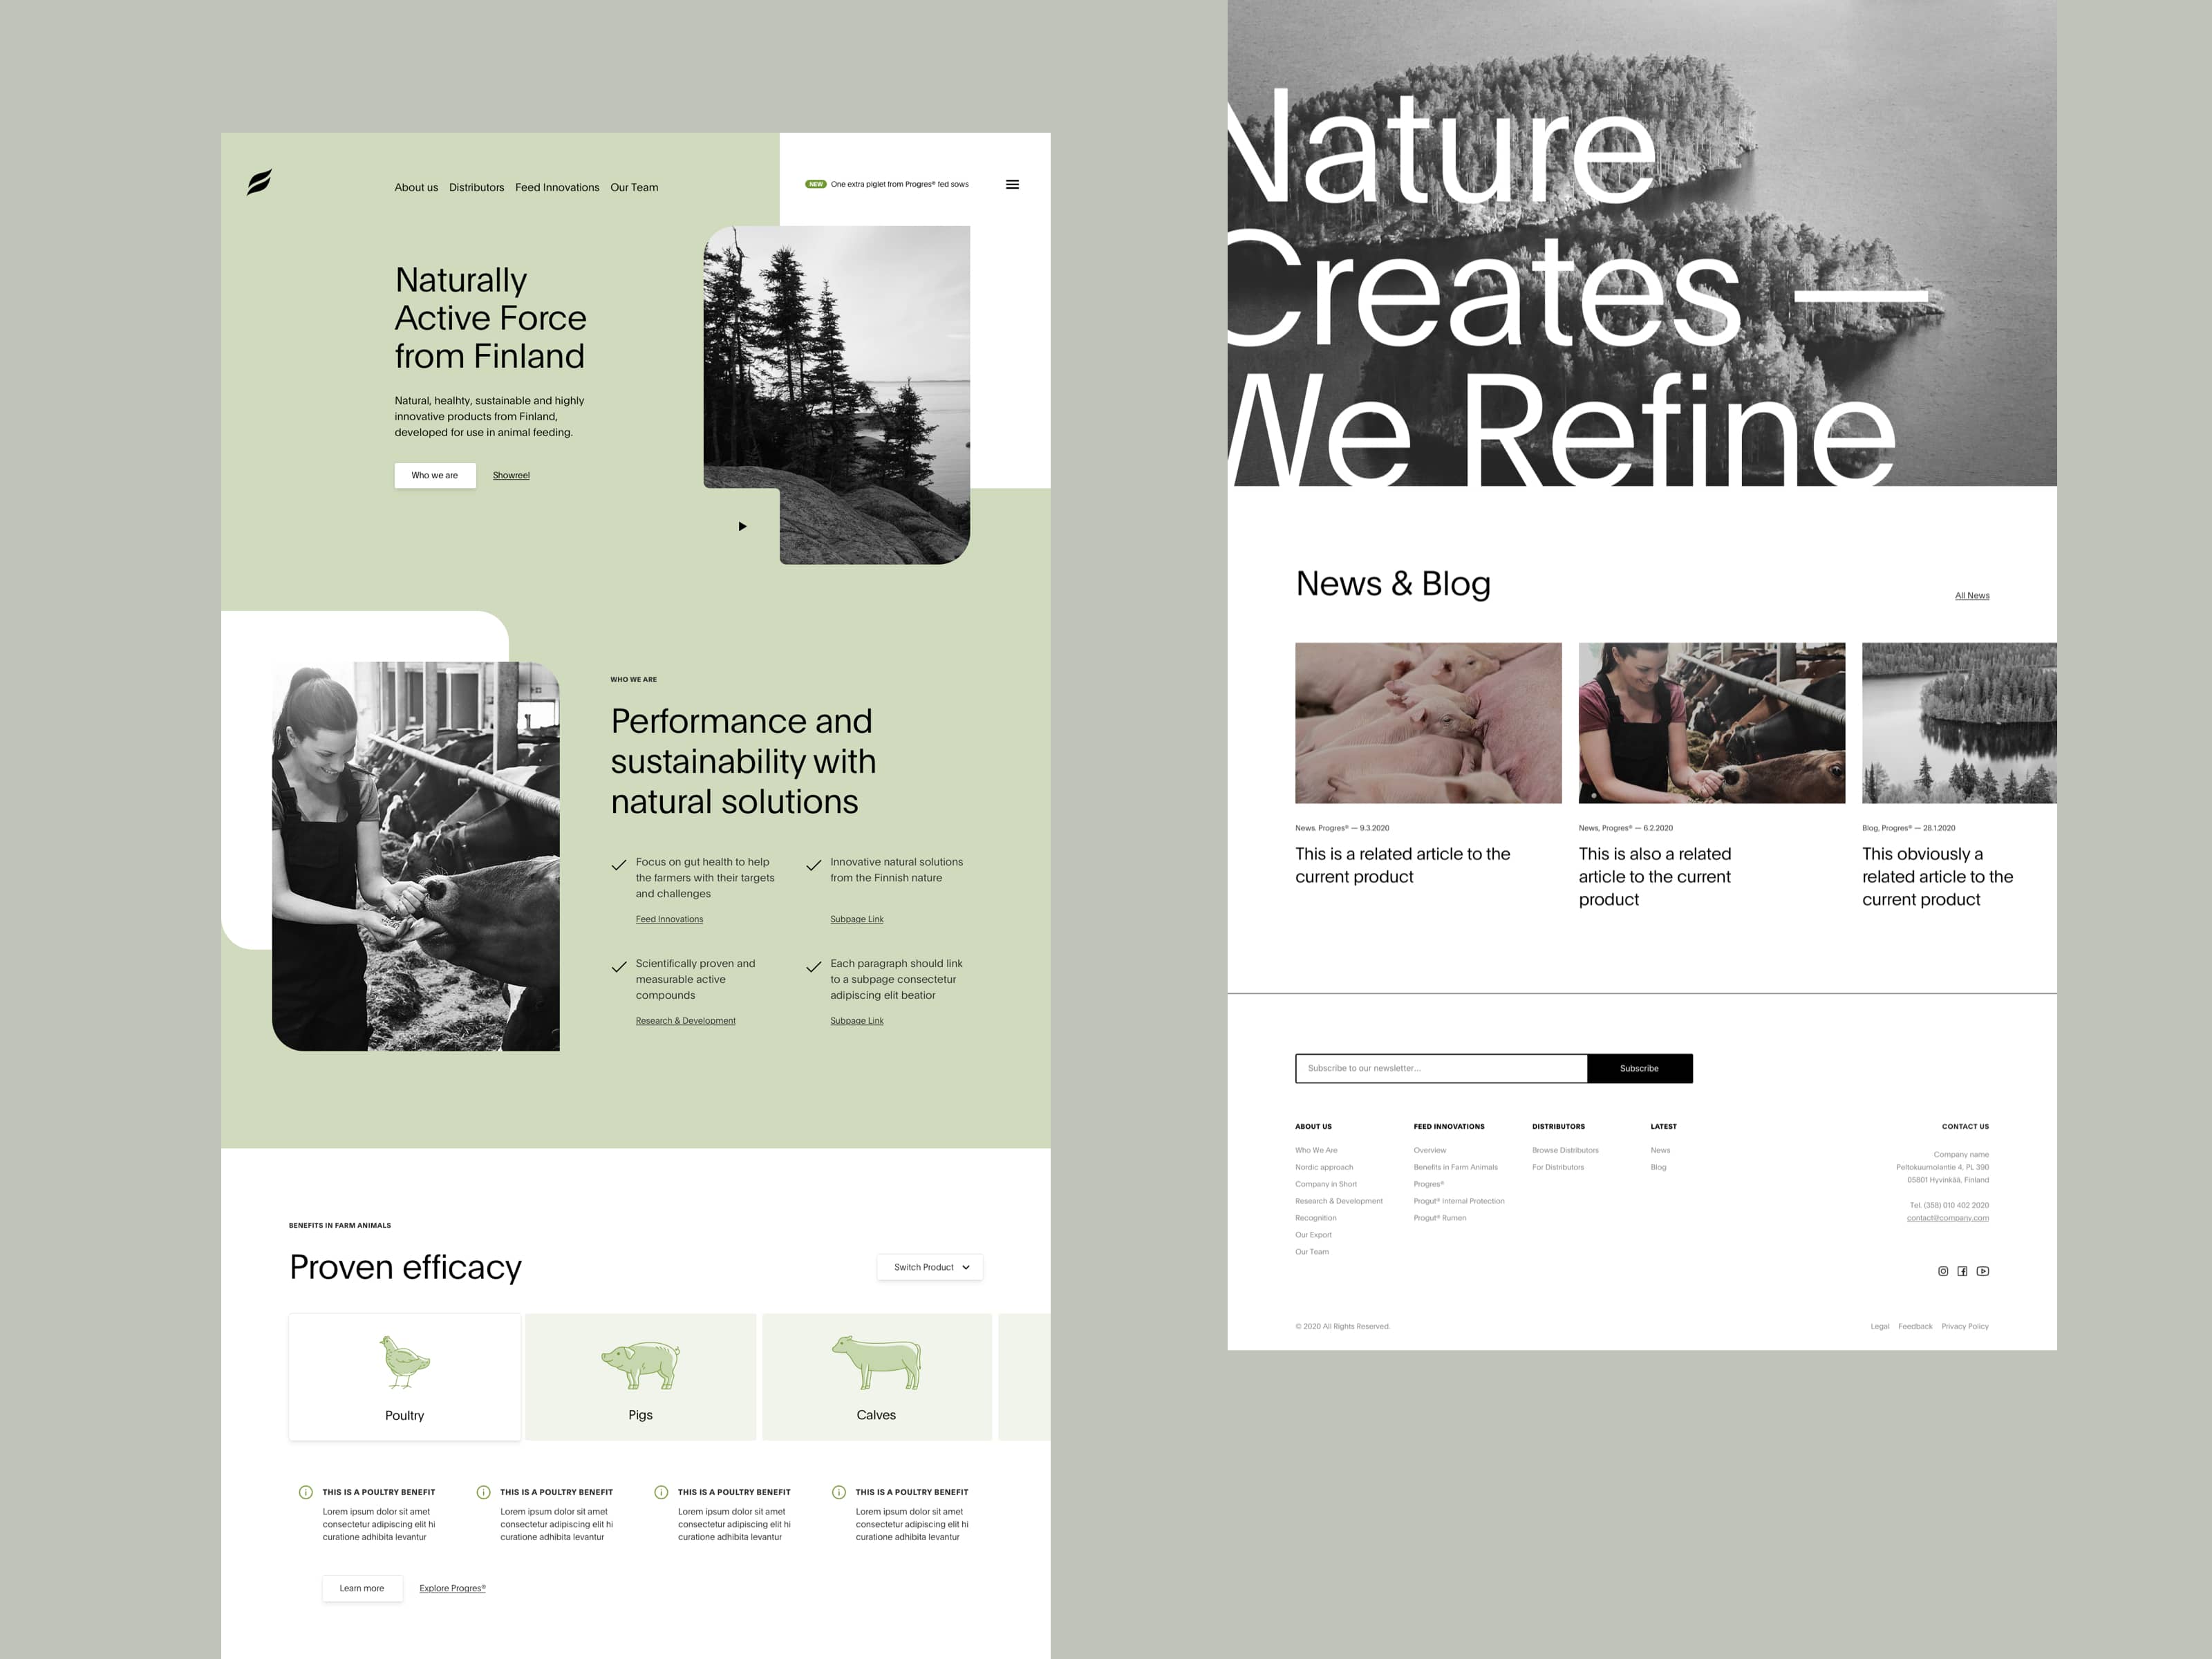 About us Distributors Feed Innovations Our Team
NEW One extra piglet from Progres® fed sows
Naturally
Active Force
from Finland
Natural, healhty, sustainable and highly
innovative products from Finland,
developed for use in animal feeding.
Who we are Showreel
WHO WE ARE
Performance and
sustainability with
natural solutions
Focus on gut health to help
the farmers with their targets
and challenges
Feed Innovations
Innovative natural solutions
from the Finnish nature
Subpage Link
Scientifically proven and
measurable active
compounds
Research & Development
Each paragraph should link
to a subpage consectetur
adipiscing elit beatior
Subpage Link
BENEFITS IN FARM ANIMALS
Proven efficacy
Switch Product
Poultry
Pigs
Calves
THIS IS A POULTRY BENEFIT
Lorem ipsum dolor sit amet
consectetur adipiscing elit hi
curatione adhibita levantur
THIS IS A POULTRY BENEFIT
Lorem ipsum dolor sit amet
consectetur adipiscing elit hi
curatione adhibita levantur
THIS IS A POULTRY BENEFIT
Lorem ipsum dolor sit amet
consectetur adipiscing elit hi
curatione adhibita levantur
THIS IS A POULTRY BENEFIT
Lorem ipsum dolor sit amet
consectetur adipiscing elit hi
curatione adhibita levantur
Learn more Explore Progres®
Nature
Creates —
We Refine
News & Blog
All News
News. Progres® — 9.3.2020
This is a related article to the
current product
News, Progres® — 6.2.2020
This is also a related
article to the current
product
Blog, Progres® — 28.1.2020
This obviously a
related article to the
current product
Subscribe to our newsletter...
Subscribe
ABOUT US
Who We Are
Nordic approach
Company in Short
Research & Development
Recognition
Our Export
Our Team
FEED INNOVATIONS
Overview
Benefits in Farm Animals
Progres®
Progut® Internal Protection
Progut® Rumen
DISTRIBUTORS
Browse Distributors
For Distributors
LATEST
News
Blog
CONTACT US
Company name
Peltokuumolantie 4, PL 390
05801 Hyvinkää, Finland
Tel. (358) 010 402 2020
contact@company.com
© 2020 All Rights Reserved.
Legal Feedback Privacy Policy